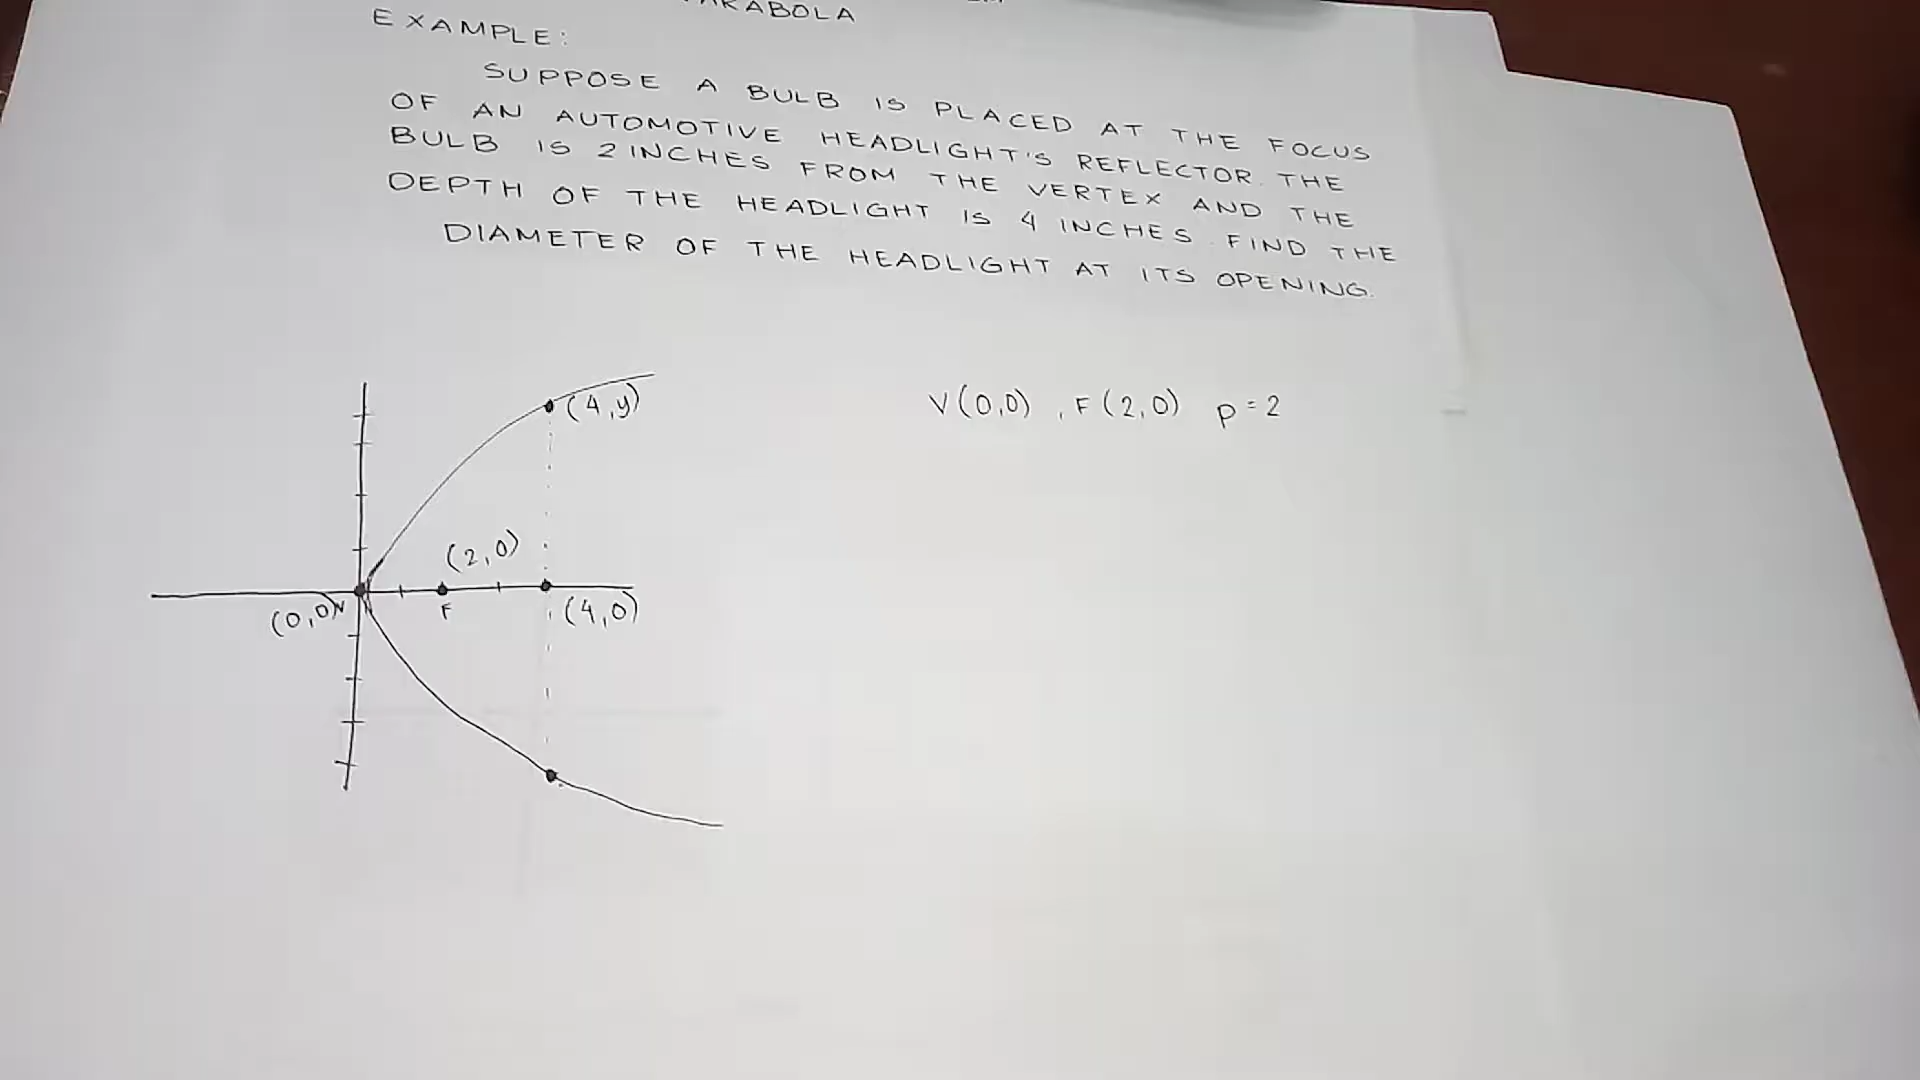 PARABOLA
EXAMPLE:
SUPPOSE A BULB IS PLACED AT THE FOCUS
OF AN AUTOMOTIVE HEADLIGHT'S REFLECTOR. THE
BULB IS 2 INCHES FROM THE VERTEX AND THE
DEPTH OF THE HEADLIGHT IS 4 INCHES. FIND THE
DIAMETER OF THE HEADLIGHT AT ITS OPENING.
(4,y)
V(0,0), F(2,0) p=2
(2,0)
(0,0) V
F
(4,0)